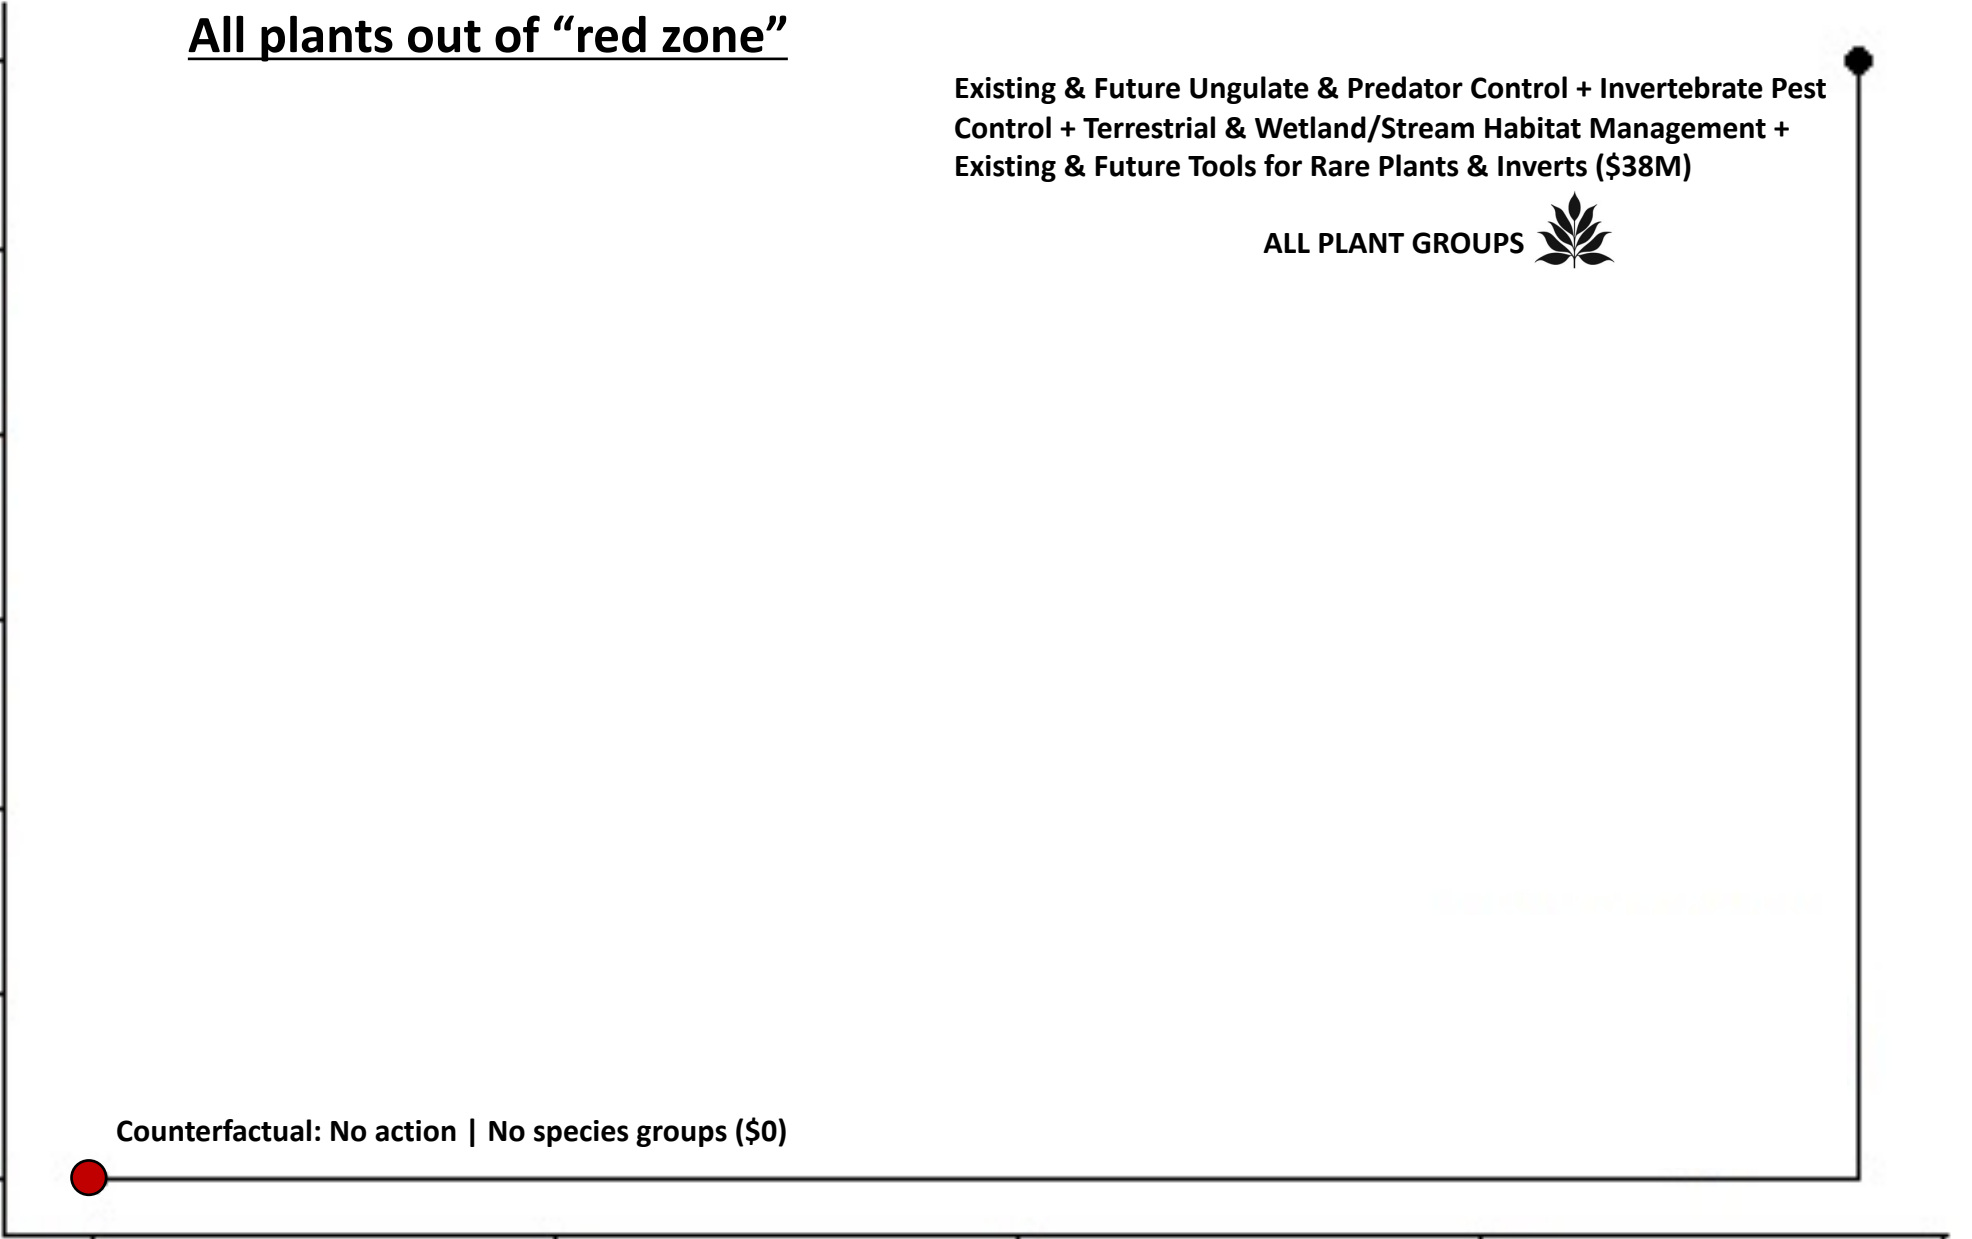 All plants out of “red zone”
Existing & Future Ungulate & Predator Control + Invertebrate Pest
Control + Terrestrial & Wetland/Stream Habitat Management +
Existing & Future Tools for Rare Plants & Inverts ($38M)
ALL PLANT GROUPS
Counterfactual: No action | No species groups ($0)